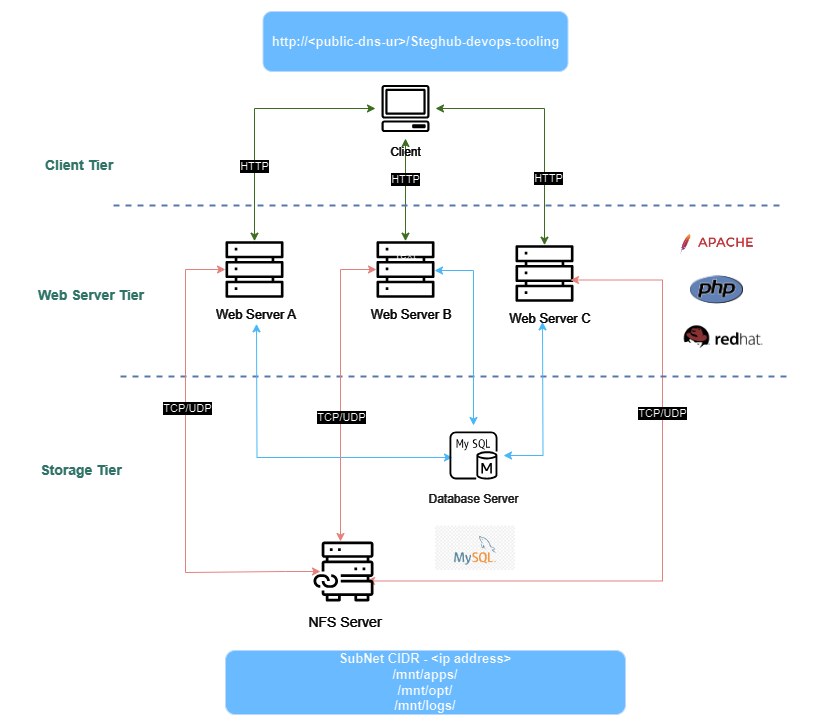 http://<public-dns-ur>/Steghub-devops-tooling
Client
Client Tier
HTTP
HTTP
HTTP
APACHE
php
redhat.
Web Server Tier
Web Server A
Web Server B
Web Server C
TCP/UDP
TCP/UDP
TCP/UDP
My SQL
M
Storage Tier
Database Server
MySQL
NFS Server
SubNet CIDR - <ip address>
/mnt/apps/
/mnt/opt/
/mnt/logs/